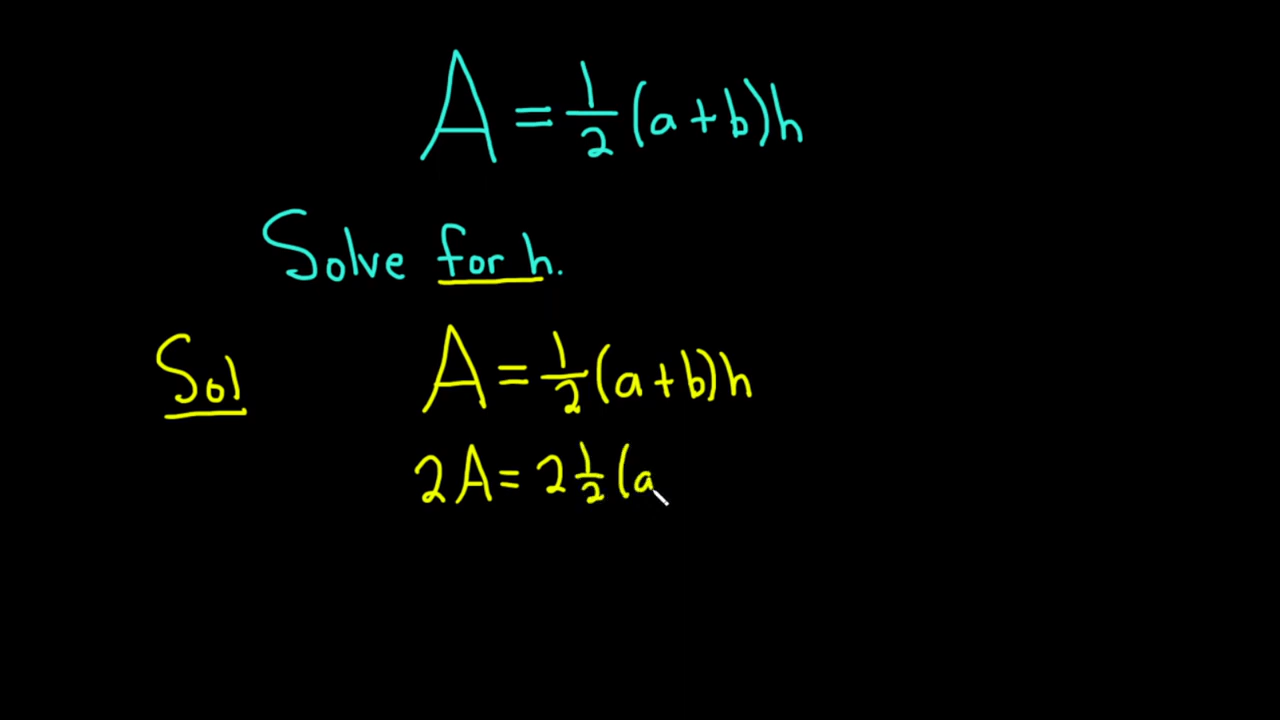 A = 1/2 (a + b)h
Solve for h.
Sol A = 1/2 (a + b)h
2A = 2 1/2 (a